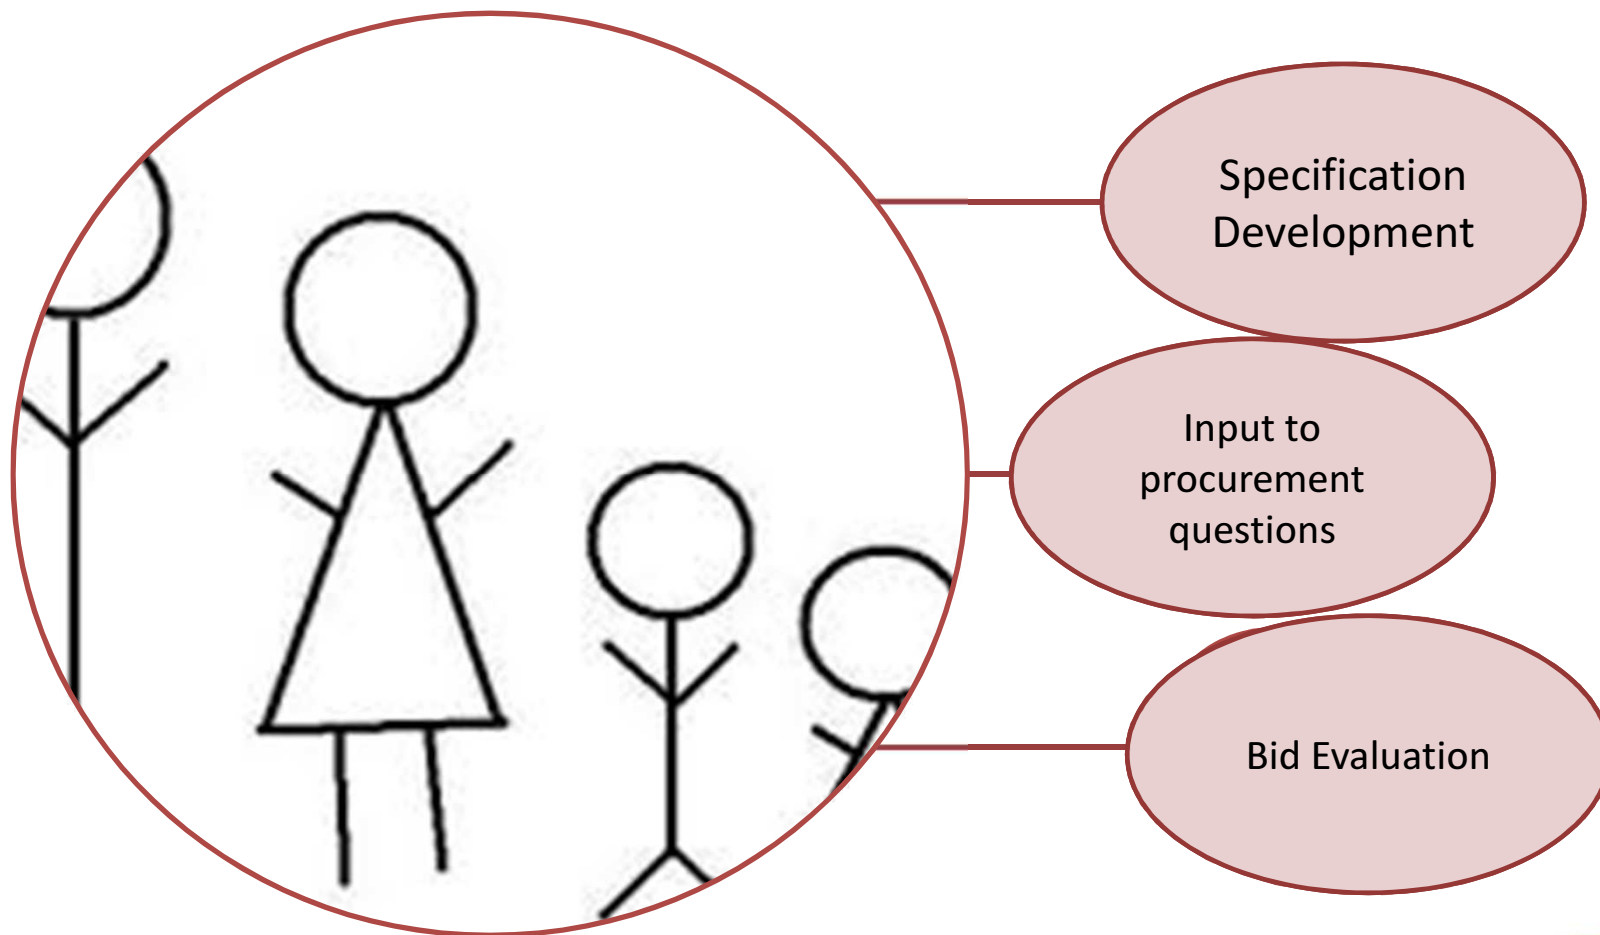 Specification
Development
Input to
procurement
questions
Bid Evaluation